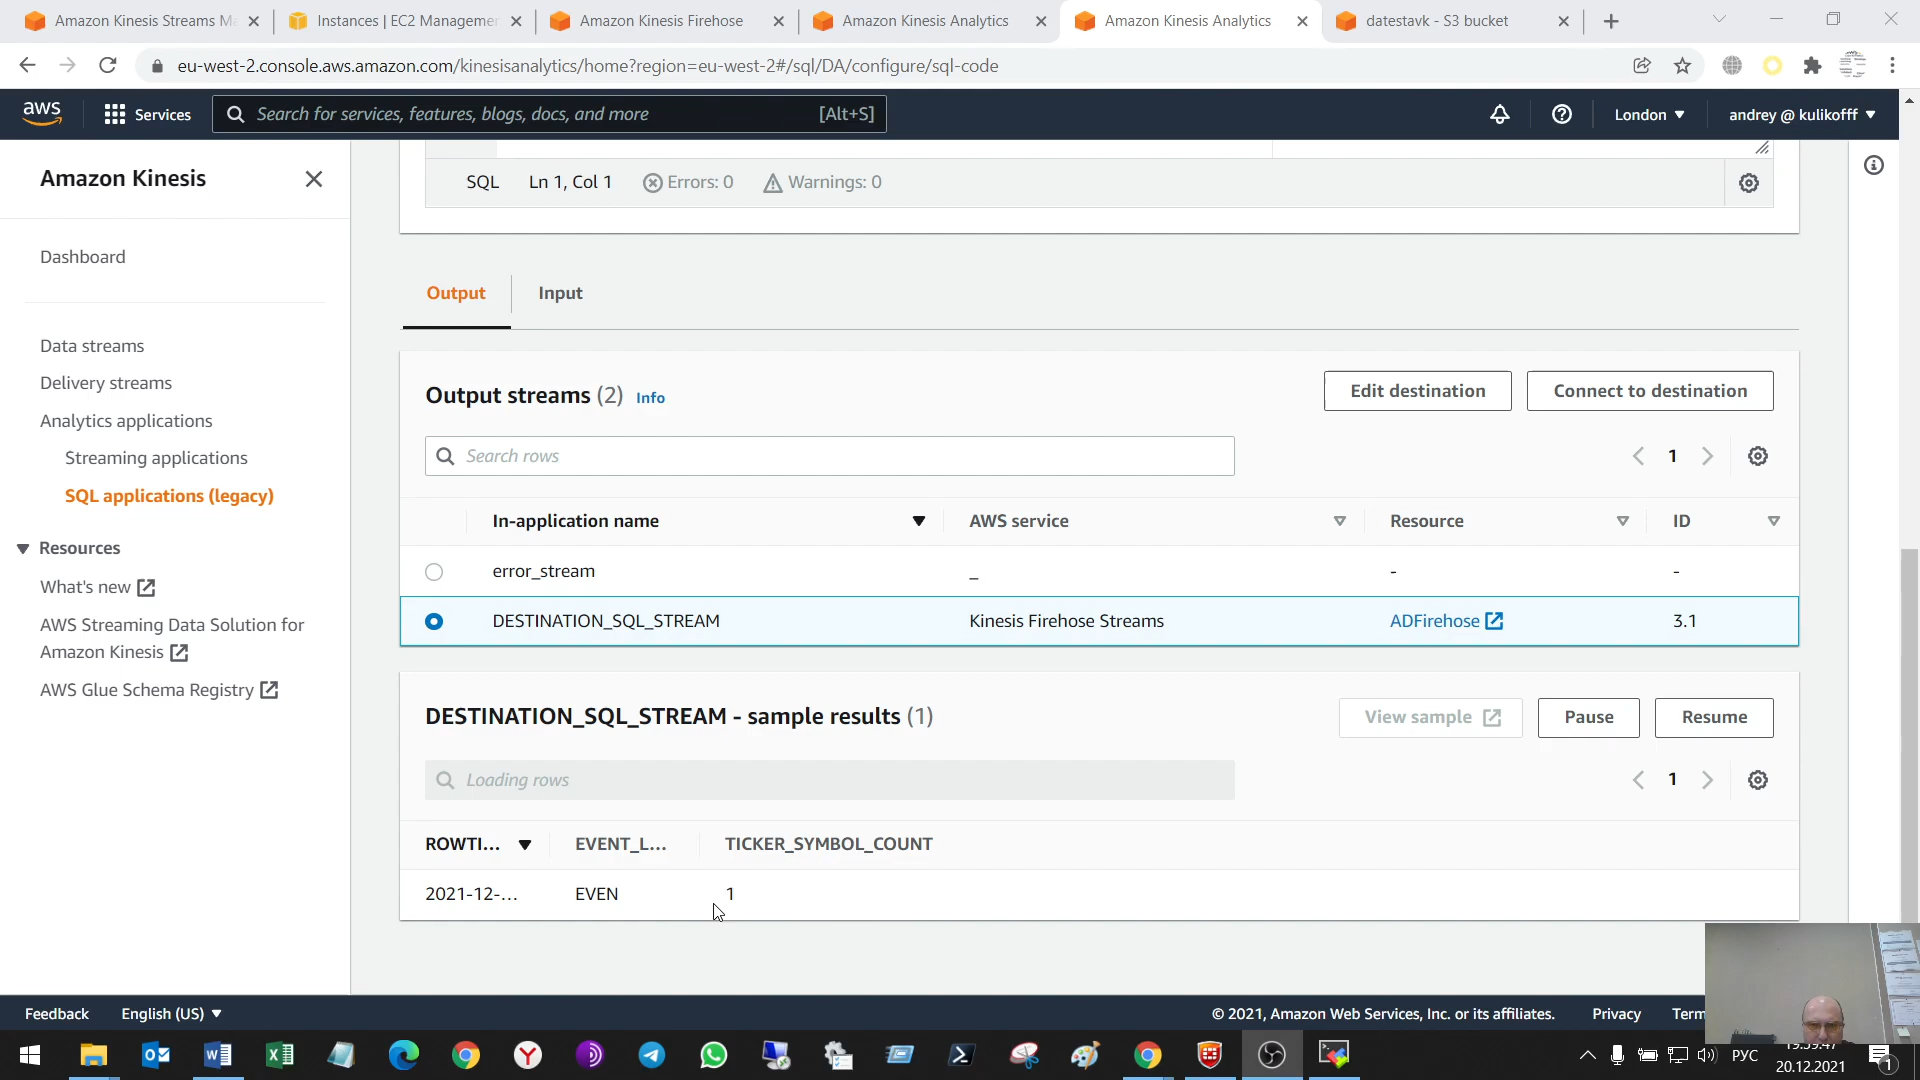 Amazon Kinesis Streams Ma
Instances | EC2 Managemen
Amazon Kinesis Firehose
Amazon Kinesis Analytics
Amazon Kinesis Analytics
datestavk - S3 bucket
eu-west-2.console.aws.amazon.com/kinesisanalytics/home?region=eu-west-2#/sql/DA/configure/sql-code
aws
Services
Search for services, features, blogs, docs, and more
[Alt+S]
London
andrey @ kulikofff
Amazon Kinesis
Dashboard
Data streams
Delivery streams
Analytics applications
Streaming applications
SQL applications (legacy)
Resources
What's new
AWS Streaming Data Solution for
Amazon Kinesis
AWS Glue Schema Registry
SQL Ln 1, Col 1 Errors: 0 Warnings: 0
Output
Input
Output streams (2) Info
Edit destination
Connect to destination
Search rows
1
In-application name AWS service Resource ID
error_stream _ - -
DESTINATION_SQL_STREAM Kinesis Firehose Streams ADFirehose 3.1
DESTINATION_SQL_STREAM - sample results (1)
View sample
Pause
Resume
Loading rows
1
ROWTI... EVENT_L... TICKER_SYMBOL_COUNT
2021-12-... EVEN 1
Feedback
English (US)
© 2021, Amazon Web Services, Inc. or its affiliates.
Privacy
Term
РУС
20.12.2021
1